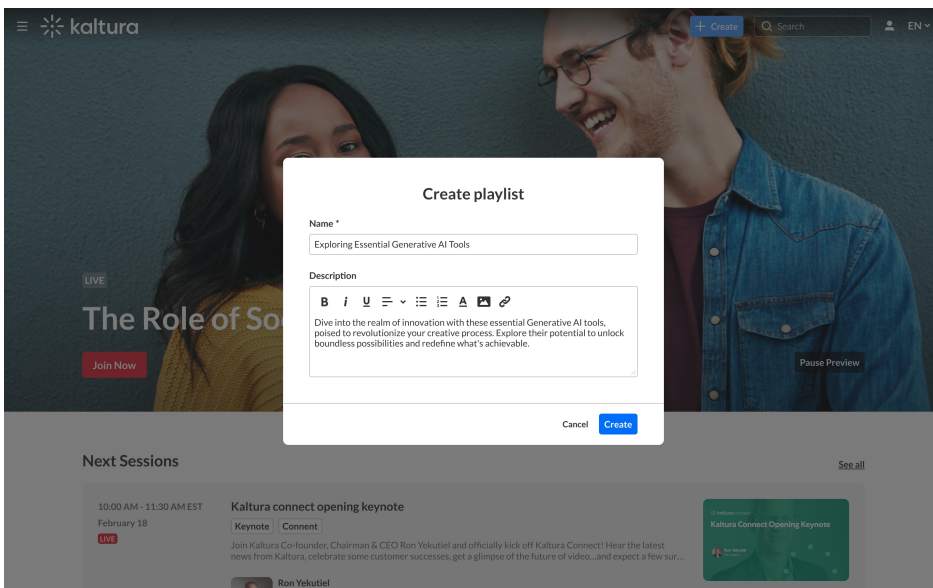 kaltura
+ Create
Search
EN
Create playlist
Name *
Exploring Essential Generative AI Tools
Description
B i U A
Dive into the realm of innovation with these essential Generative AI tools,
poised to revolutionize your creative process. Explore their potential to unlock
boundless possibilities and redefine what's achievable.
LIVE
The Role of So
Join Now
Pause Preview
Cancel
Create
Next Sessions
See all
10:00 AM - 11:30 AM EST
February 18
LIVE
Kaltura connect opening keynote
Keynote
Connent
Join Kaltura Co-founder, Chairman & CEO Ron Yekutiel and officially kick off Kaltura Connect! Hear the latest
news from Kaltura, celebrate some customer successes, get a glimpse of the future of video...and expect a few sur...
Ron Yekutiel
Kaltura Connect Opening Keynote